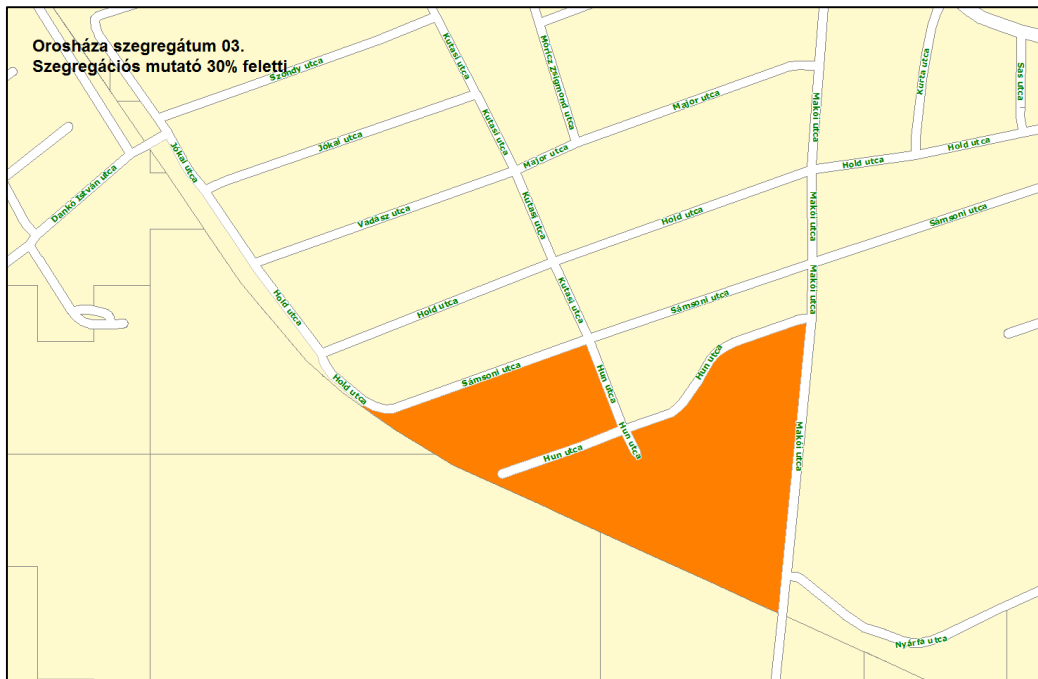 Orosháza szegregátum 03.
Szegregációs mutató 30% feletti
Szondy utca
Kutasi utca
Móricz Zsigmond utca
Makói utca
Kurta utca
Sas utca
Major utca
Kutasi utca
Jókai utca
Jókai utca
Major utca
Hold utca
Hold utca
Dankó István utca
Vadász utca
Kutasi utca
Hold utca
Makói utca
Sámsoni utca
Makói utca
Kutasi utca
Hold utca
Hold utca
Sámsoni utca
Hold utca
Sámsoni utca
Hun utca
Hun utca
Hun utca
Hun utca
Makói utca
Nyárfa utca